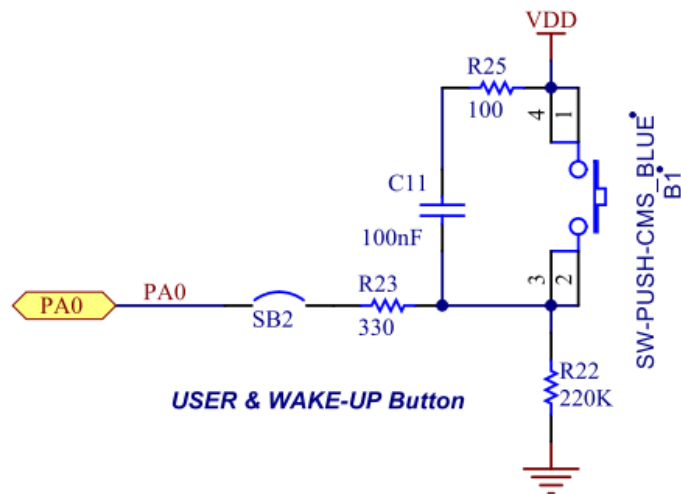 VDD
R25
100
4
1
C11
100nF
SW-PUSH-CMS_BLUE
B1
3
2
PA0
PA0
SB2
R23
330
R22
220K
USER & WAKE-UP Button